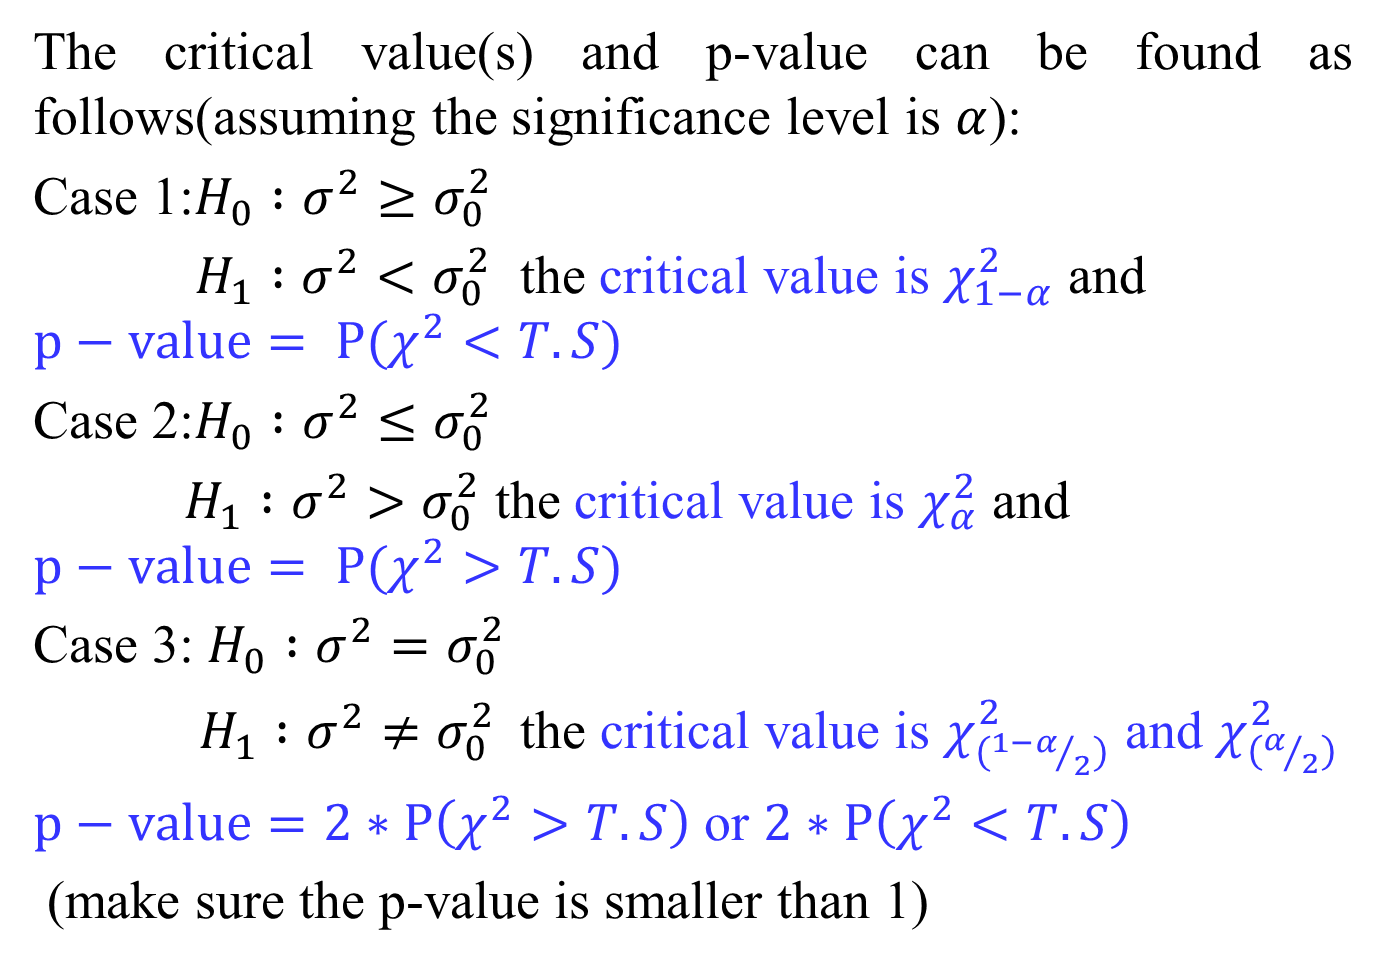 The critical value(s) and p-value can be found as
follows(assuming the significance level is α):
Case 1:H₀ : σ² ≥ σ₀²
H₁ : σ² < σ₀² the critical value is χ²₁₋α and
p − value = P(χ² < T.S)
Case 2:H₀ : σ² ≤ σ₀²
H₁ : σ² > σ₀² the critical value is χ²α and
p − value = P(χ² > T.S)
Case 3: H₀ : σ² = σ₀²
H₁ : σ² ≠ σ₀² the critical value is χ²(1−α/2) and χ²(α/2)
p − value = 2 * P(χ² > T.S) or 2 * P(χ² < T.S)
(make sure the p-value is smaller than 1)